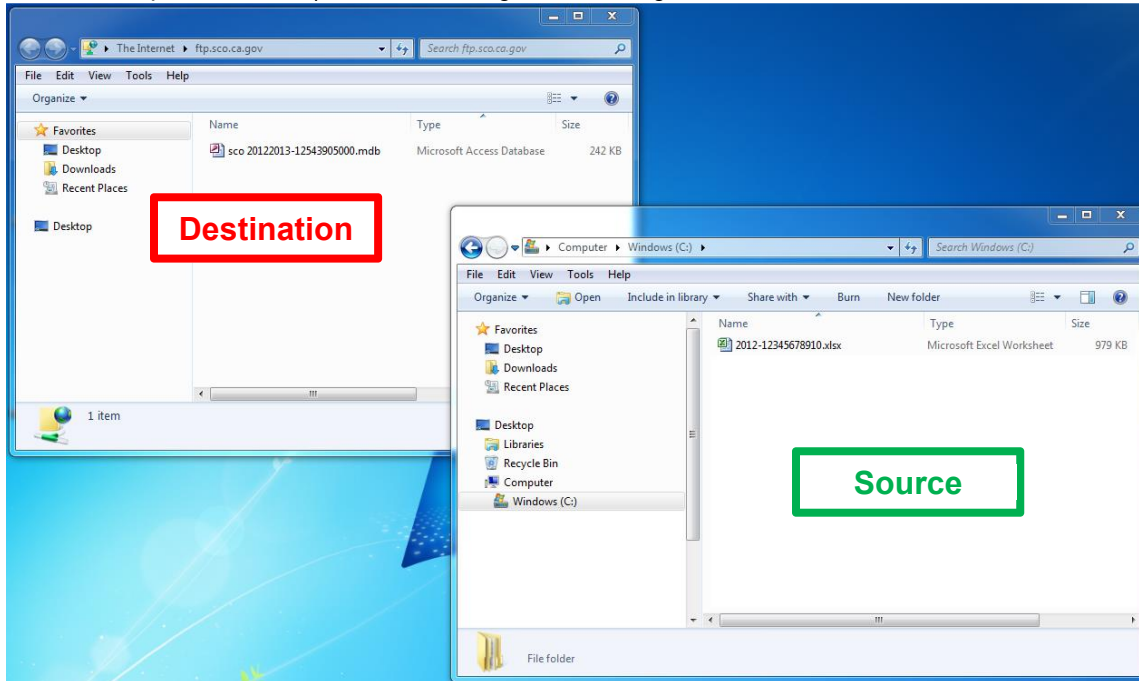 The Internet ▸ ftp.sco.ca.gov
Search ftp.sco.ca.gov
File Edit View Tools Help
Organize
Name Type Size
Favorites
Desktop
Downloads
Recent Places
Desktop
sco 20122013-12543905000.mdb Microsoft Access Database 242 KB
Destination
1 item
Computer ▸ Windows (C:) ▸
Search Windows (C:)
File Edit View Tools Help
Organize Open Include in library Share with Burn New folder
Name Type Size
Favorites
Desktop
Downloads
Recent Places
Desktop
Libraries
Recycle Bin
Computer
Windows (C:)
2012-12345678910.xlsx Microsoft Excel Worksheet 979 KB
Source
File folder